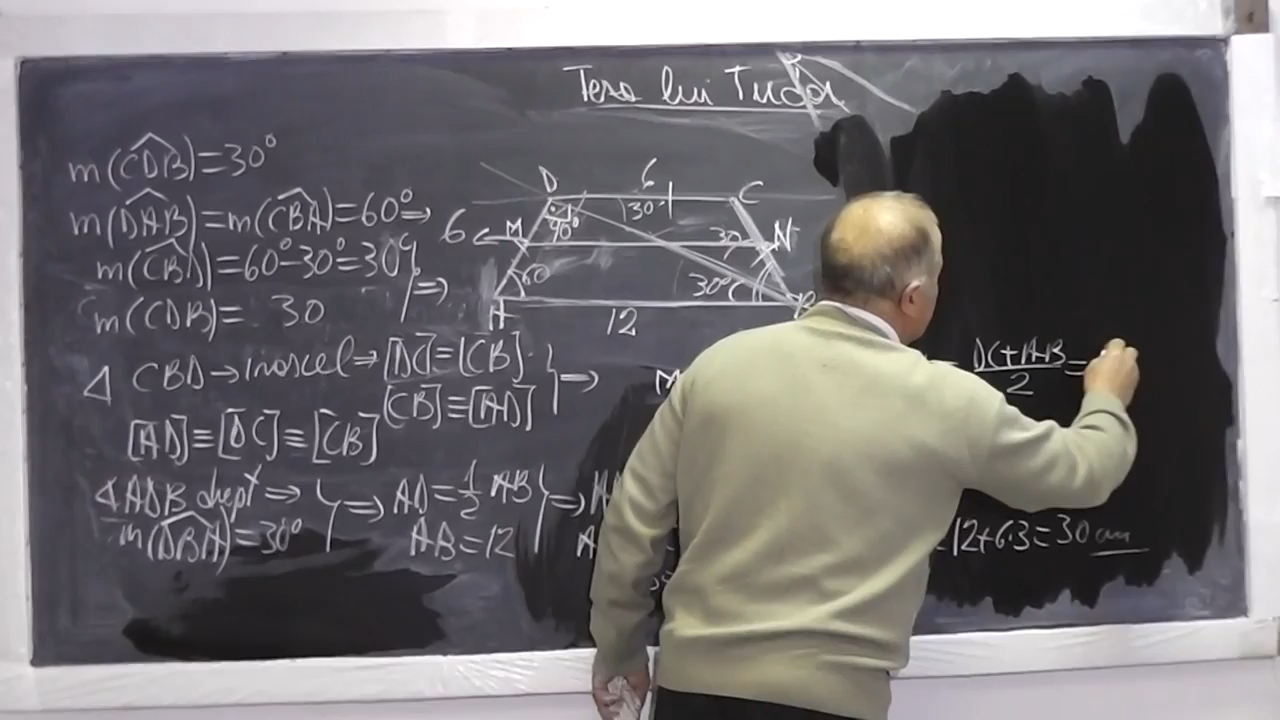 Teza lui Tudor
m(CDB)=30°
m(DAB)=m(CBA)=60° ⇒
=60°-30°=30°
m(CDB)= 30 ⇒
CBD → isoscel ⇒ [DC]≡[CB]
[CB]≡[AD] ⇒
[AD]≡[DC]≡[CB]
∢ADB drept ⇒
m(DBA)=30° ⇒ AD=1/2 AB
AB=12 ⇒
D 6 C
30°
6 M 90° 30 N
60 30°
A 12
M
DC+AB/2 =
12+6·3=30 cm